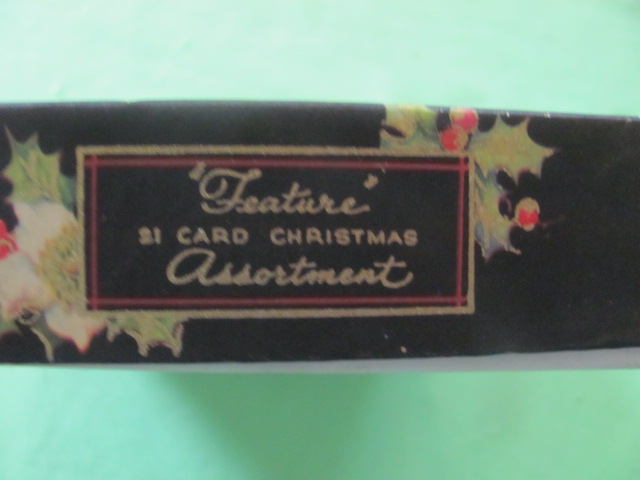 "Feature"
21 CARD CHRISTMAS
Assortment